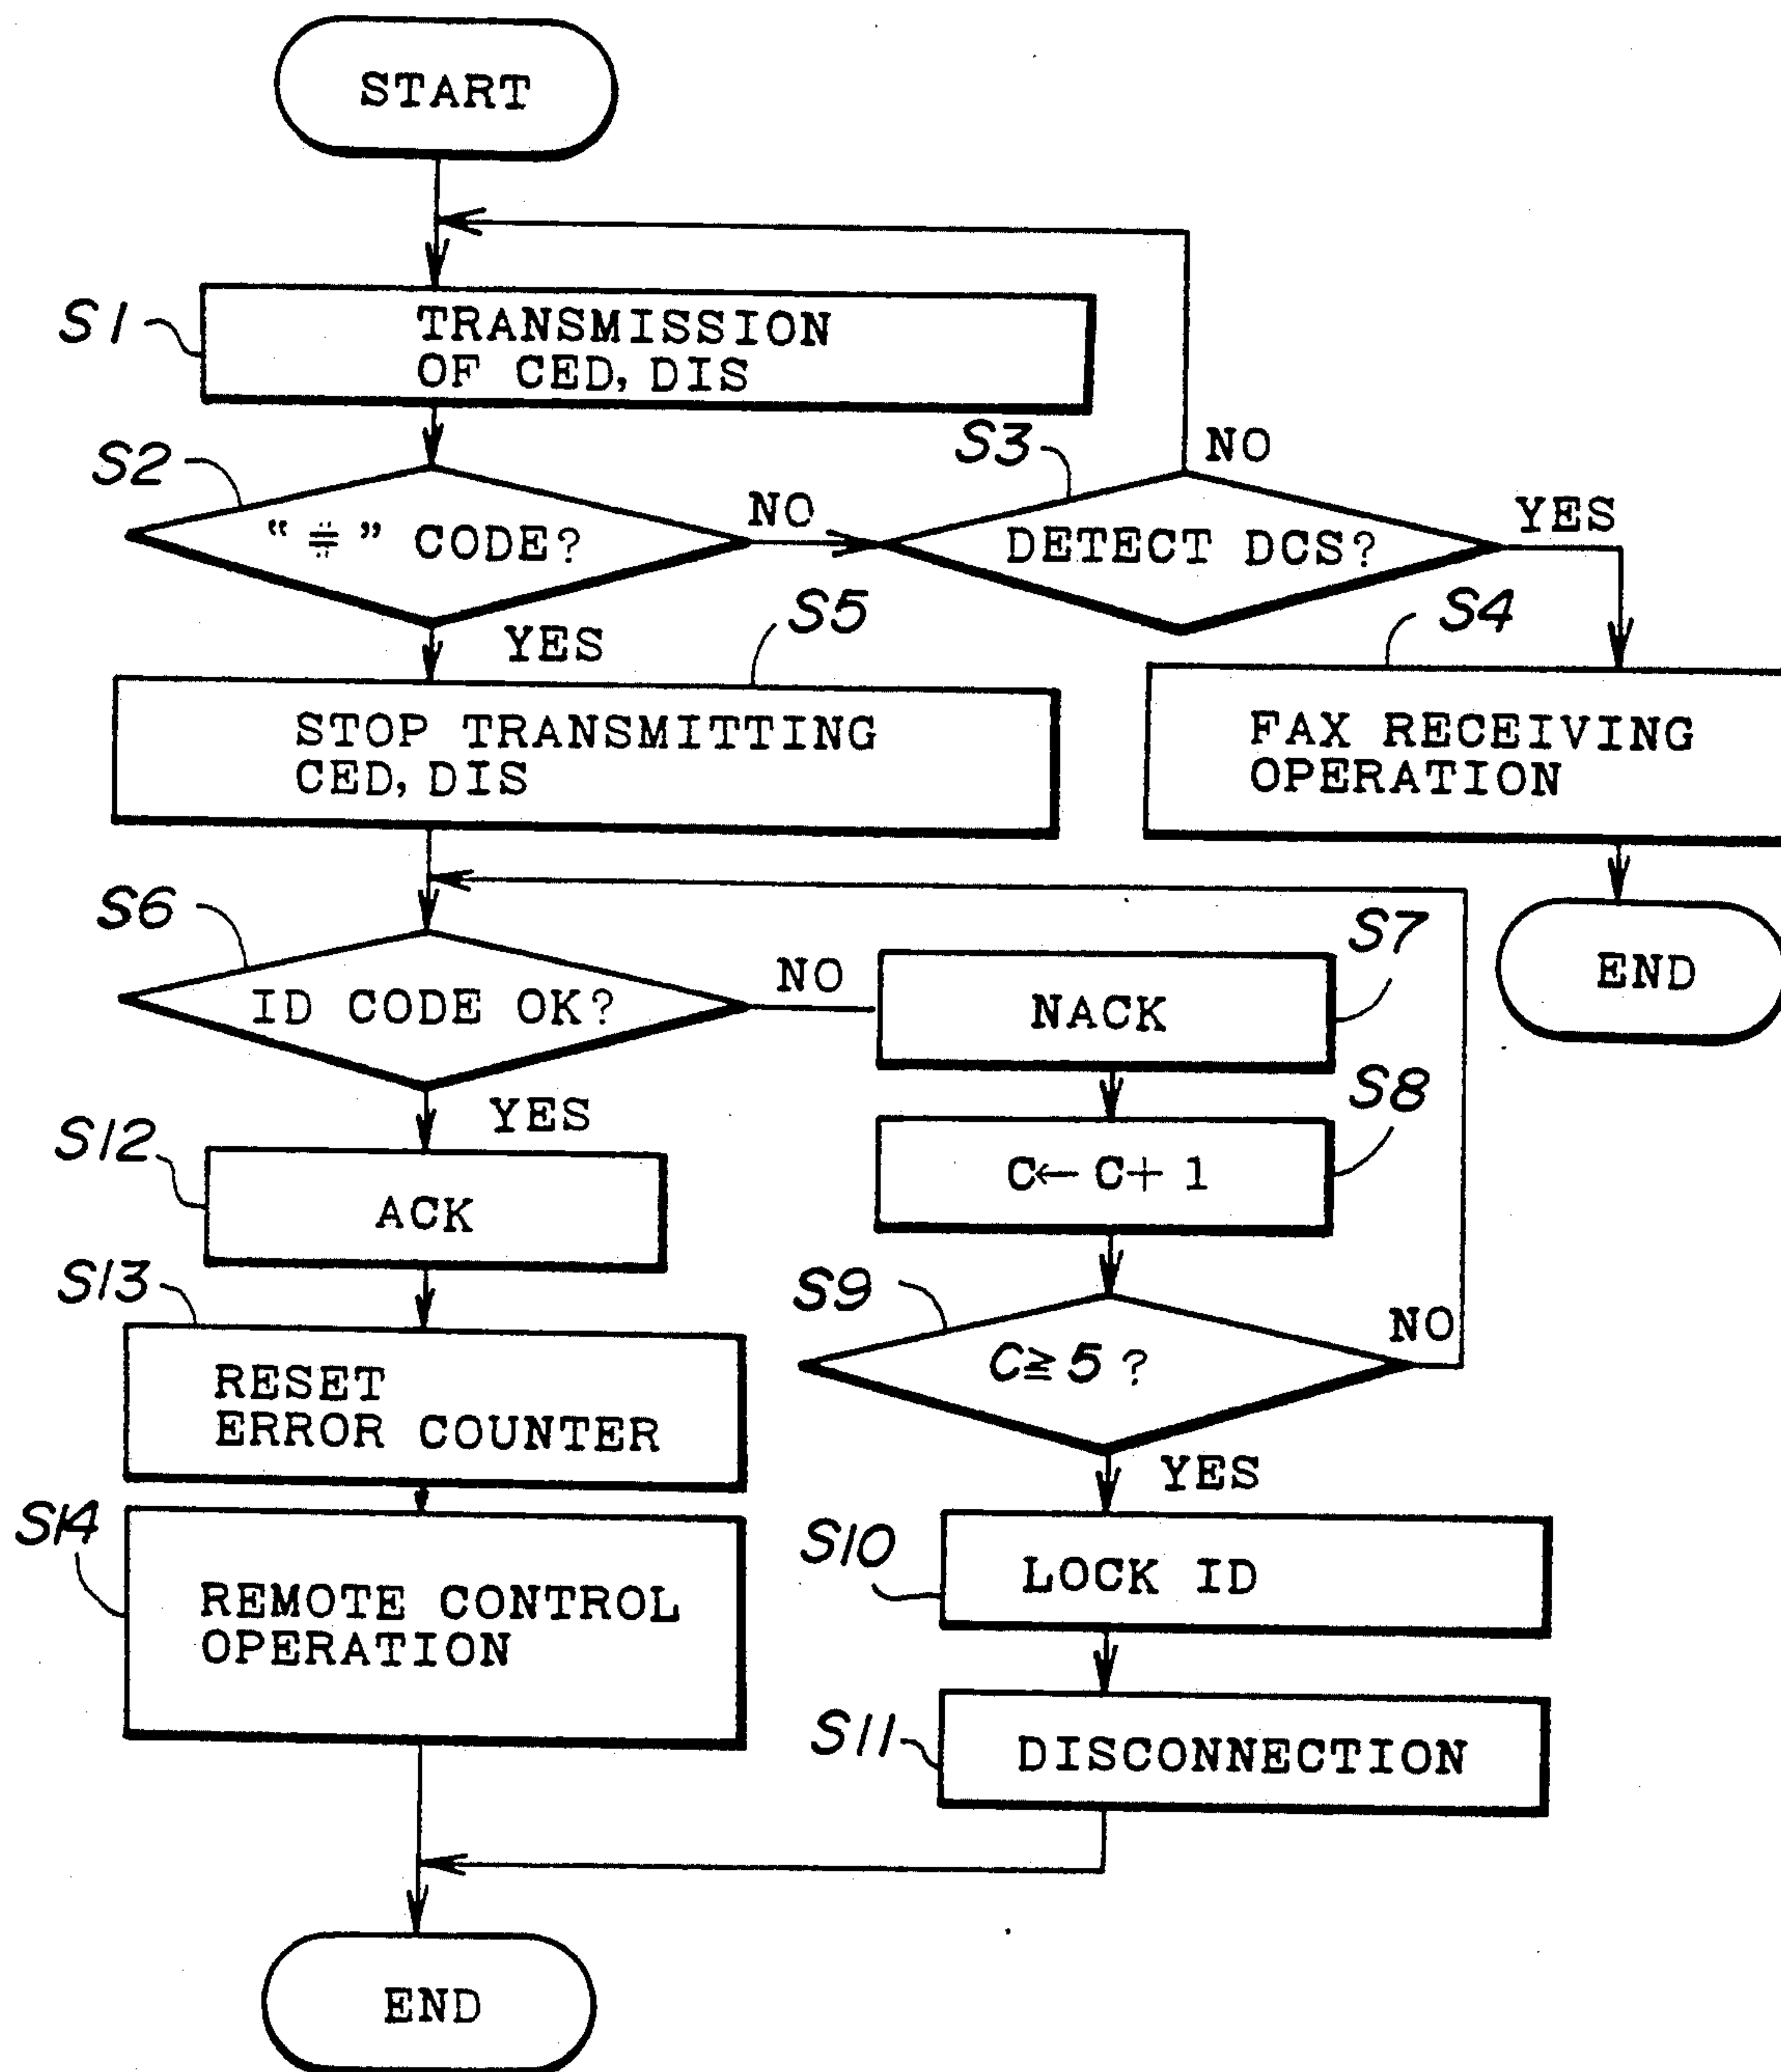 START
S1
TRANSMISSION
OF CED, DIS
S2
"#" CODE?
NO
S3
DETECT DCS?
NO
YES
S4
FAX RECEIVING
OPERATION
END
YES
S5
STOP TRANSMITTING
CED, DIS
S6
ID CODE OK?
NO
S7
NACK
S8
C← C+ 1
S9
C≧5 ?
NO
YES
S10
LOCK ID
S11
DISCONNECTION
YES
S12
ACK
S13
RESET
ERROR COUNTER
S14
REMOTE CONTROL
OPERATION
END